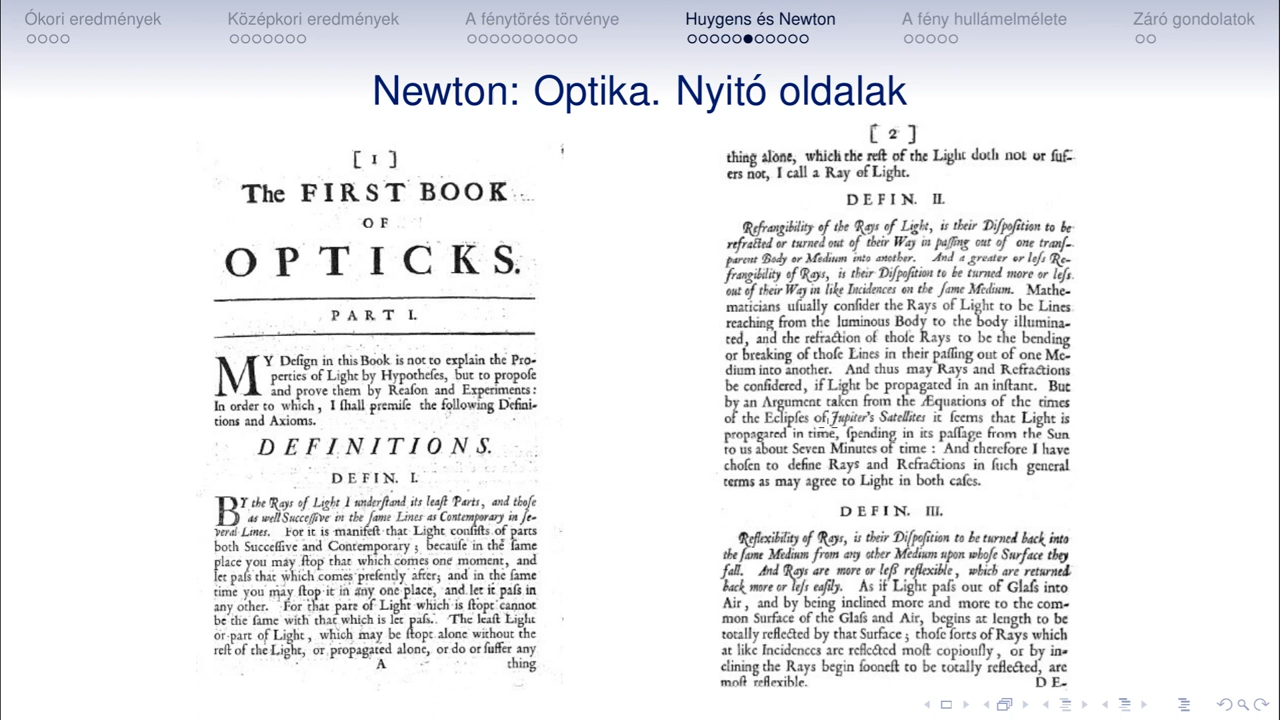 Ókori eredmények
Középkori eredmények
A fénytörés törvénye
Huygens és Newton
A fény hullámelmélete
Záró gondolatok
Newton: Optika. Nyitó oldalak
[ 1 ]
The FIRST BOOK
OF
OPTICKS.
PART I.
MY Deſign in this Book is not to explain the Pro-
perties of Light by Hypotheſes, but to propoſe
and prove them by Reaſon and Experiments:
In order to which, I ſhall premiſe the following Defini-
tions and Axioms.
DEFINITIONS.
DEFIN. I.
BY the Rays of Light I underſtand its leaſt Parts, and thoſe
as well Succeſſive in the ſame Lines as Contemporary in ſe-
veral Lines. For it is manifeſt that Light conſiſts of parts
both Succeſſive and Contemporary; becauſe in the ſame
place you may ſtop that which comes one moment, and
let paſs that which comes preſently after; and in the ſame
time you may ſtop it in any one place, and let it paſs in
any other. For that part of Light which is ſtopt cannot
be the ſame with that which is let paſs. The leaſt Light
or part of Light, which may be ſtopt alone without the
reſt of the Light, or propagated alone, or do or ſuffer any
A thing
[ 2 ]
thing alone, which the reſt of the Light doth not or ſuf-
ers not, I call a Ray of Light.
DEFIN. II.
Refrangibility of the Rays of Light, is their Diſpoſition to be
refracted or turned out of their Way in paſſing out of one tranſ-
parent Body or Medium into another. And a greater or leſs Re-
frangibility of Rays, is their Diſpoſition to be turned more or leſs
out of their Way in like Incidences on the ſame Medium. Mathe-
maticians uſually conſider the Rays of Light to be Lines
reaching from the luminous Body to the body illumina-
ted, and the refraction of thoſe Rays to be the bending
or breaking of thoſe Lines in their paſſing out of one Me-
dium into another. And thus may Rays and Refractions
be conſidered, if Light be propagated in an inſtant. But
by an Argument taken from the Æquations of the times
of the Eclipſes of Jupiter's Satellites it ſeems that Light is
propagated in time, ſpending in its paſſage from the Sun
to us about Seven Minutes of time: And therefore I have
choſen to define Rays and Refractions in ſuch general
terms as may agree to Light in both caſes.
DEFIN. III.
Reflexibility of Rays, is their Diſpoſition to be turned back into
the ſame Medium from any other Medium upon whoſe Surface they
fall. And Rays are more or leſs reflexible, which are returned
back more or leſs eaſily. As if Light paſs out of Glaſs into
Air, and by being inclined more and more to the com-
mon Surface of the Glaſs and Air, begins at length to be
totally reflected by that Surface; thoſe ſorts of Rays which
at like Incidences are reflected moſt copiouſly, or by in-
clining the Rays begin ſooneſt to be totally reflected, are
moſt reflexible.
DE-